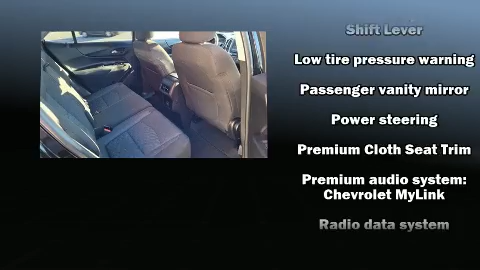 Shift Lever
Low tire pressure warning
Passenger vanity mirror
Power steering
Premium Cloth Seat Trim
Premium audio system:
Chevrolet MyLink
Radio data system